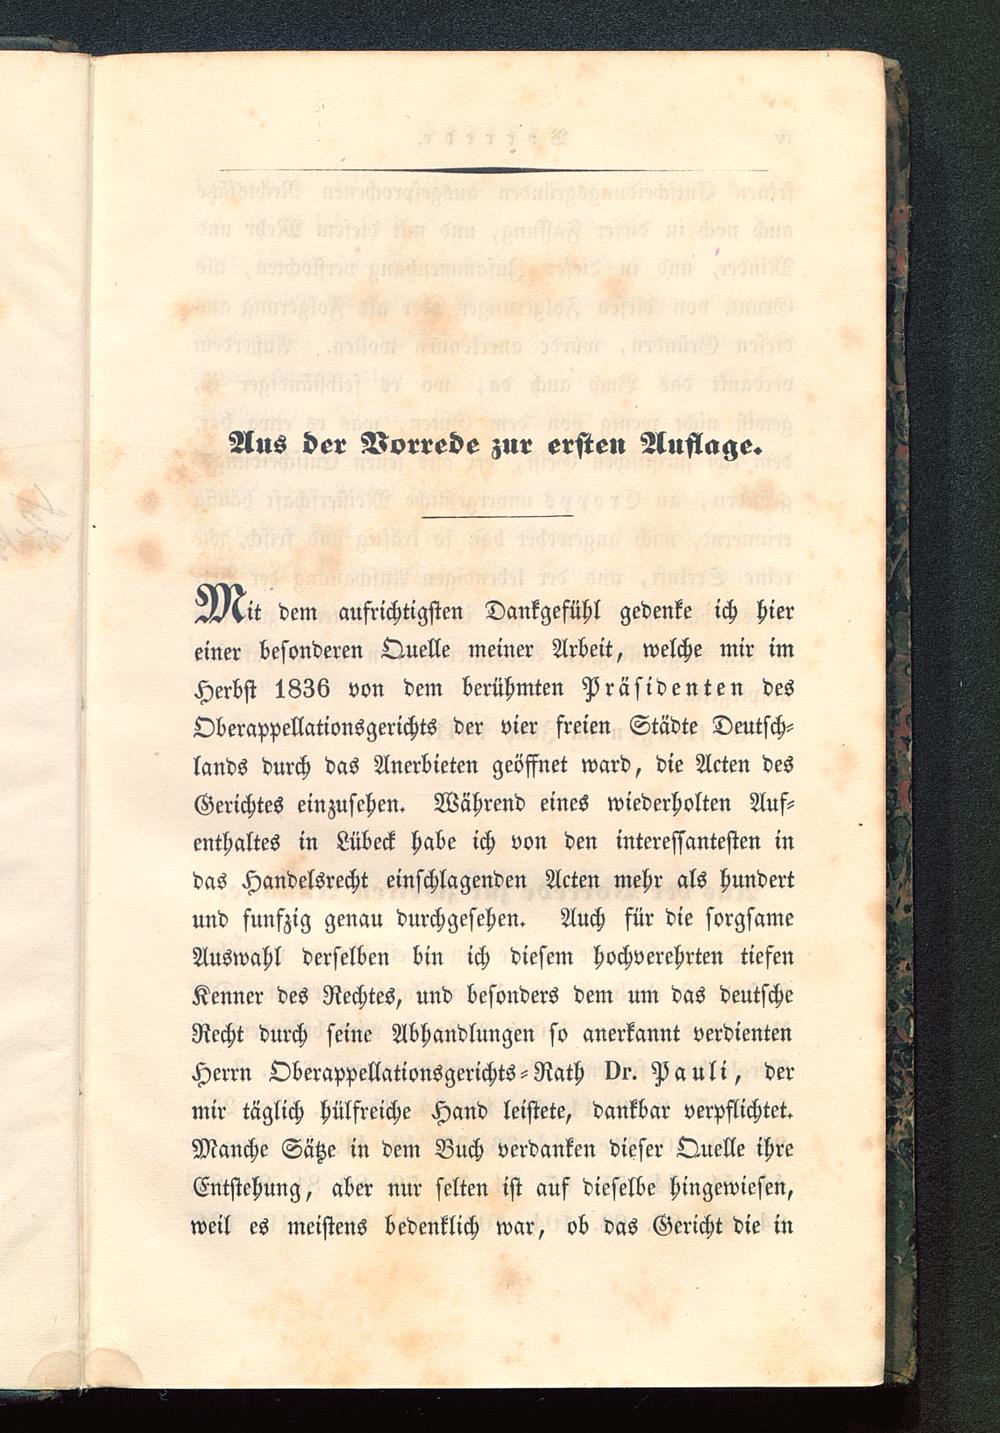 Aus der Vorrede zur ersten Auflage.
Mit dem aufrichtigsten Dankgefühl gedenke ich hier
einer besonderen Quelle meiner Arbeit, welche mir im
Herbst 1836 von dem berühmten Präsidenten des
Oberappellationsgerichts der vier freien Städte Deutsch-
lands durch das Anerbieten geöffnet ward, die Acten des
Gerichtes einzusehen. Während eines wiederholten Auf-
enthaltes in Lübeck habe ich von den interessantesten in
das Handelsrecht einschlagenden Acten mehr als hundert
und funfzig genau durchgesehen. Auch für die sorgsame
Auswahl derselben bin ich diesem hochverehrten tiefen
Kenner des Rechtes, und besonders dem um das deutsche
Recht durch seine Abhandlungen so anerkannt verdienten
Herrn Oberappellationsgerichts-Rath Dr. Pauli, der
mir täglich hülfreiche Hand leistete, dankbar verpflichtet.
Manche Sätze in dem Buch verdanken dieser Quelle ihre
Entstehung, aber nur selten ist auf dieselbe hingewiesen,
weil es meistens bedenklich war, ob das Gericht die in